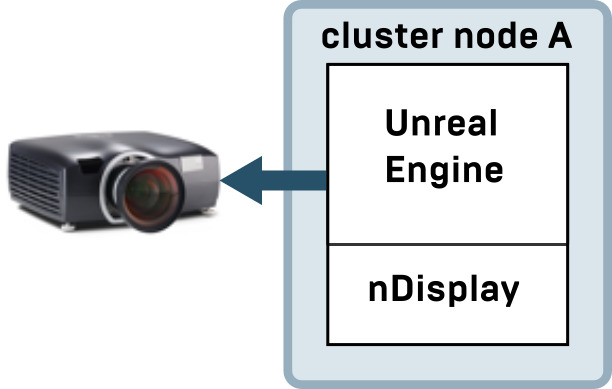 cluster node A
Unreal
Engine
nDisplay